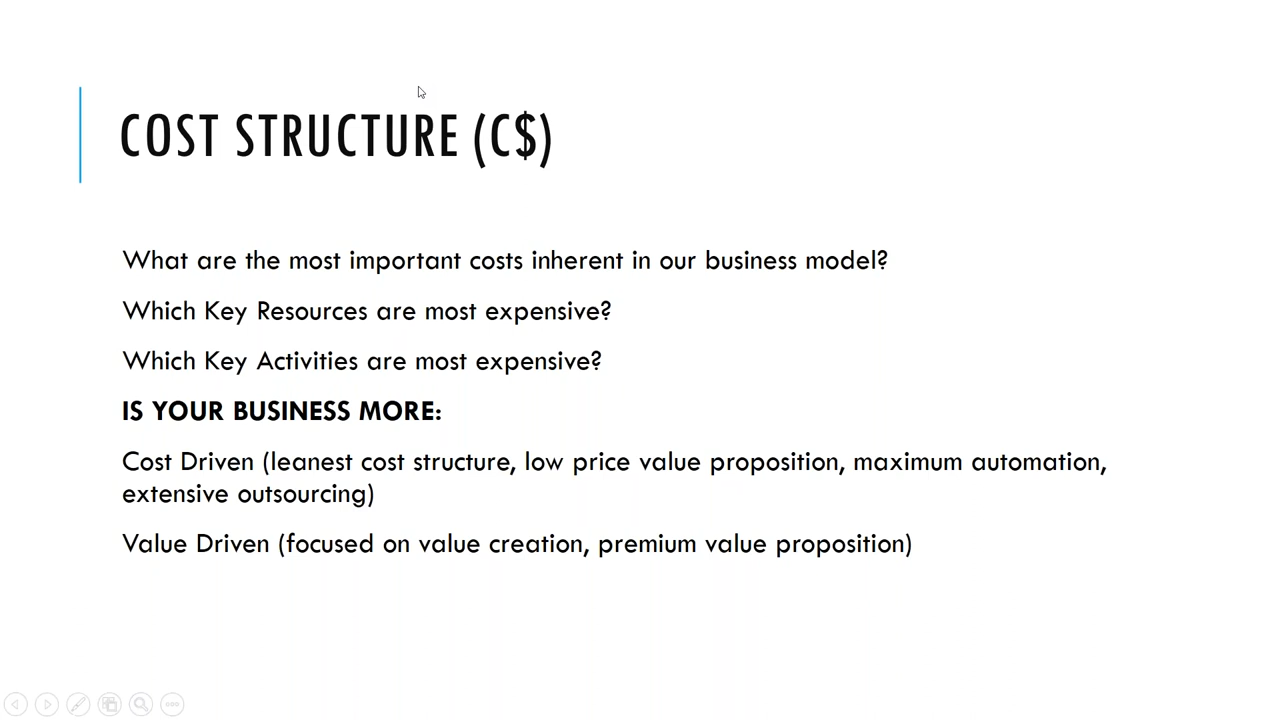 COST STRUCTURE (C$)
What are the most important costs inherent in our business model?
Which Key Resources are most expensive?
Which Key Activities are most expensive?
IS YOUR BUSINESS MORE:
Cost Driven (leanest cost structure, low price value proposition, maximum automation,
extensive outsourcing)
Value Driven (focused on value creation, premium value proposition)